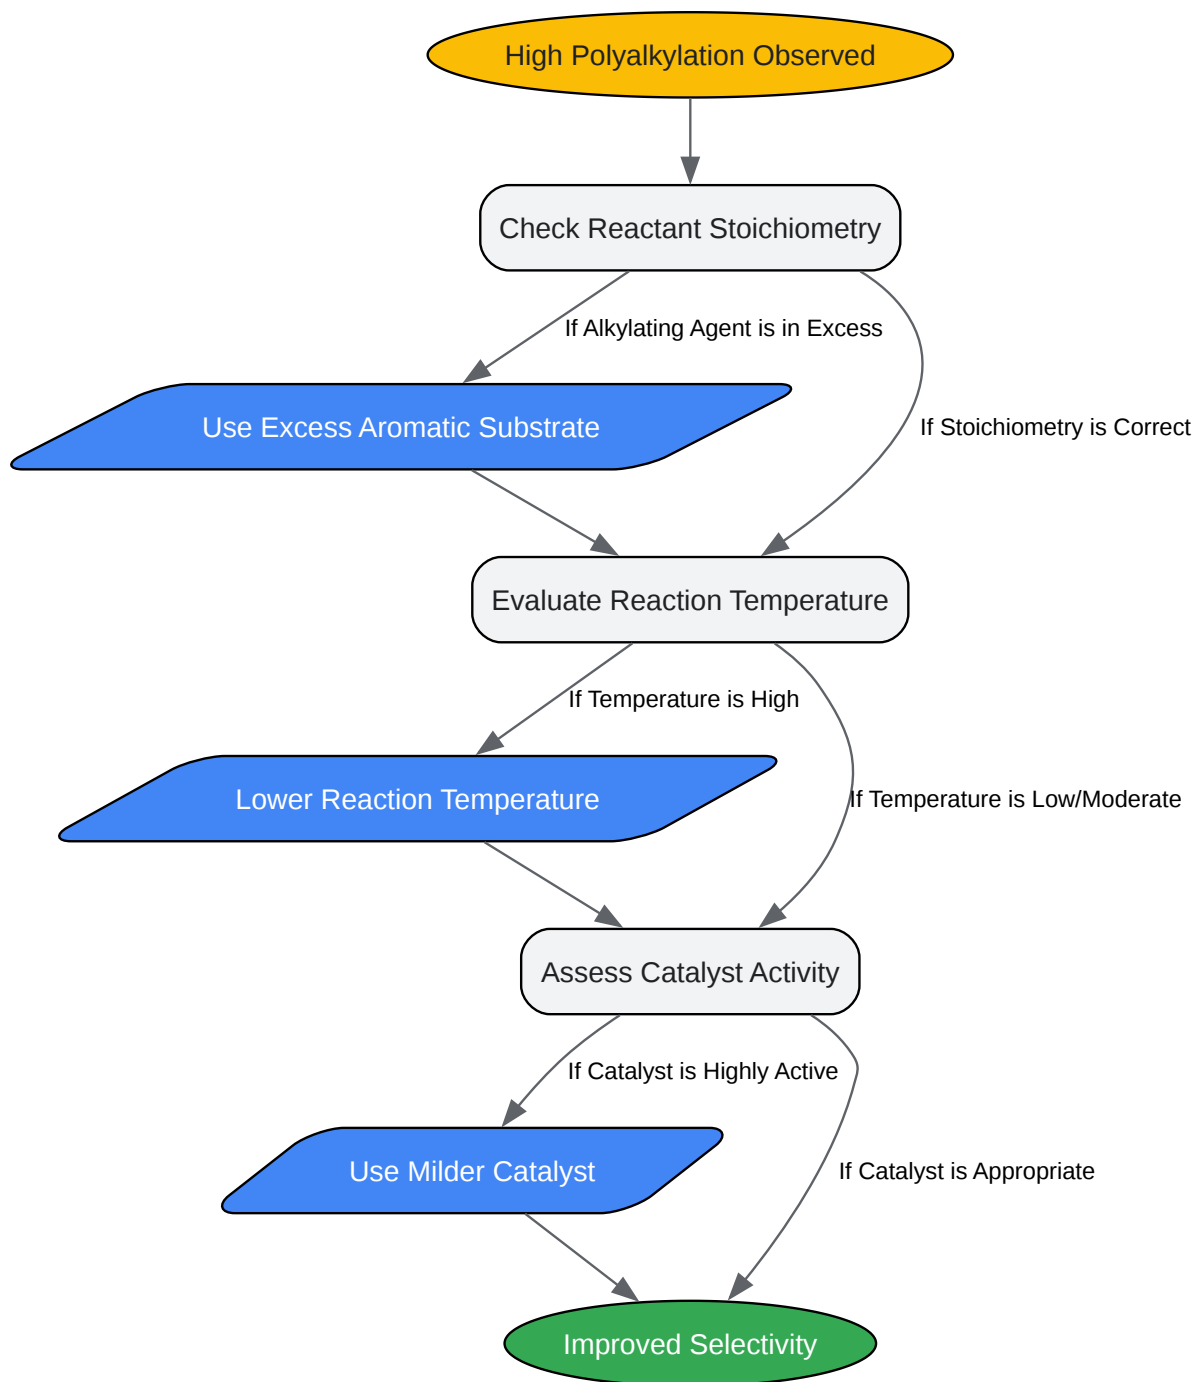 High Polyalkylation Observed
Check Reactant Stoichiometry
If Alkylating Agent is in Excess
Use Excess Aromatic Substrate
If Stoichiometry is Correct
Evaluate Reaction Temperature
If Temperature is High
Lower Reaction Temperature
If Temperature is Low/Moderate
Assess Catalyst Activity
If Catalyst is Highly Active
Use Milder Catalyst
If Catalyst is Appropriate
Improved Selectivity